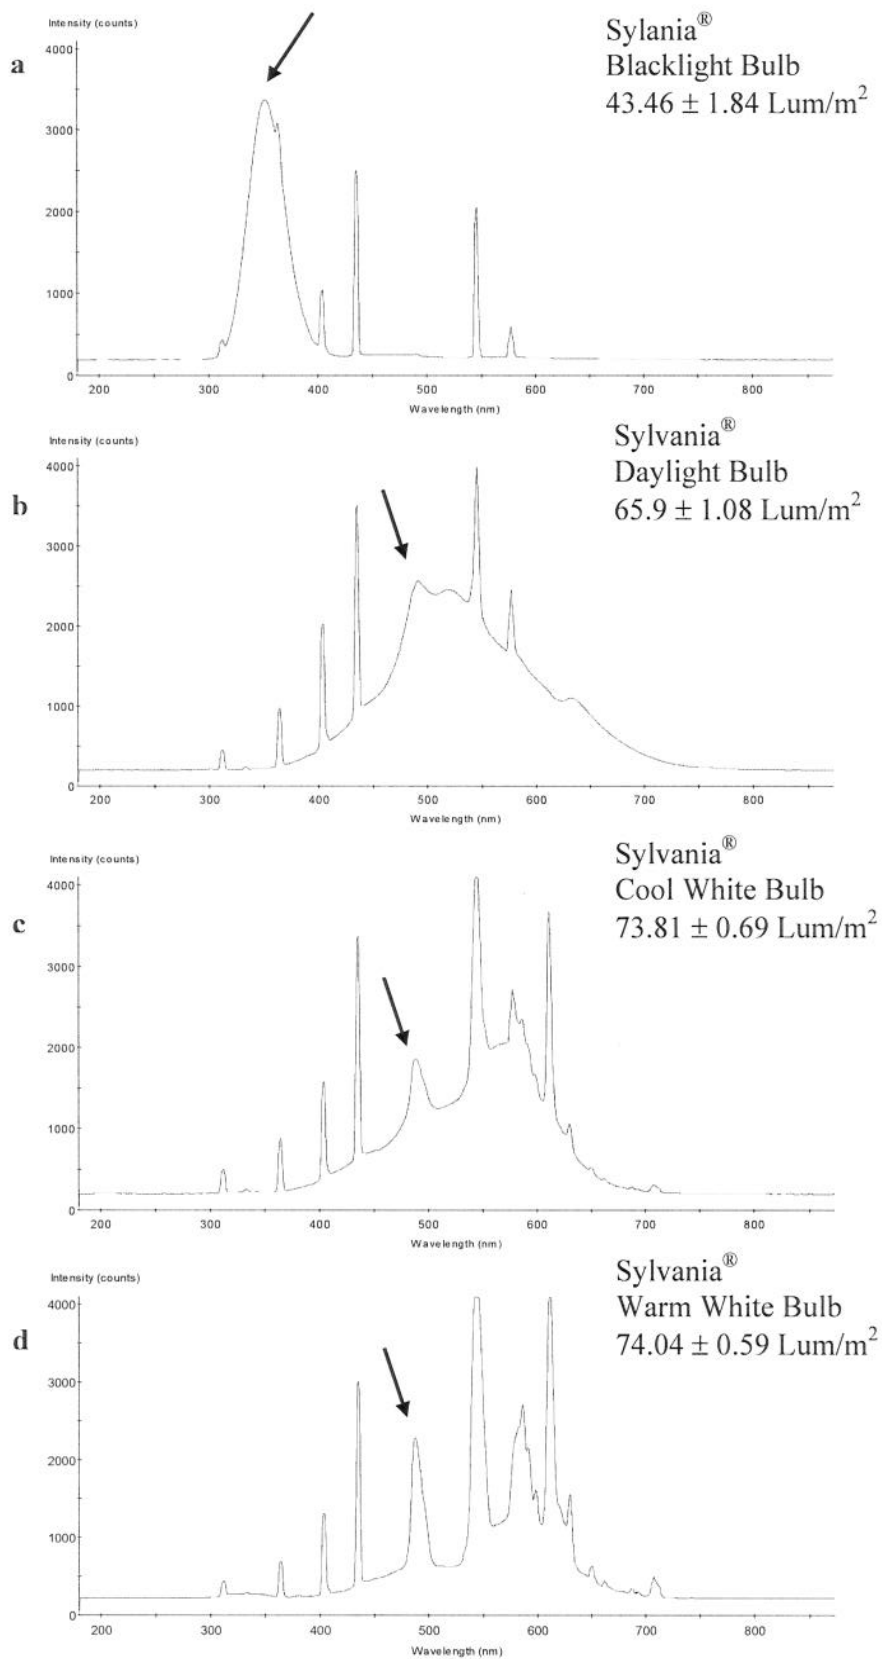 Intensity (counts)
Sylania®
Blacklight Bulb
43.46 ± 1.84 Lum/m²
a
4000
3000
2000
1000
0
200 300 400 500 600 700 800
Wavelength (nm)
Intensity (counts)
Sylvania®
Daylight Bulb
65.9 ± 1.08 Lum/m²
b
4000
3000
2000
1000
0
200 300 400 500 600 700 800
Wavelength (nm)
Intensity (counts)
Sylvania®
Cool White Bulb
73.81 ± 0.69 Lum/m²
c
4000
3000
2000
1000
0
200 300 400 500 600 700 800
Wavelength (nm)
Intensity (counts)
Sylvania®
Warm White Bulb
74.04 ± 0.59 Lum/m²
d
4000
3000
2000
1000
0
200 300 400 500 600 700 800
Wavelength (nm)